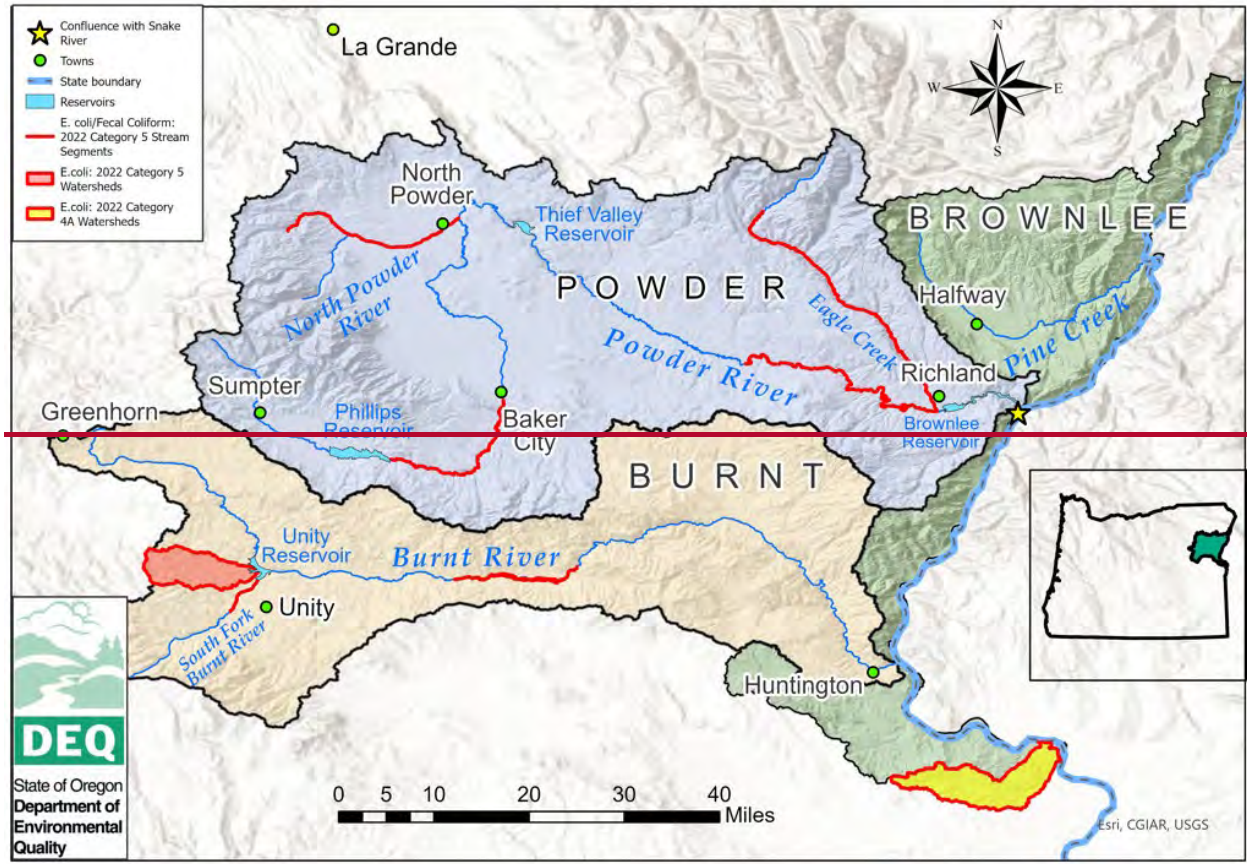 Confluence with Snake
River
Towns
State boundary
Reservoirs
E. coli/Fecal Coliform:
2022 Category 5 Stream
Segments
E.coli: 2022 Category 5
Watersheds
E.coli: 2022 Category
4A Watersheds
La Grande
N
W
E
S
North
Powder
Thief Valley
Reservoir
BROWNLEE
POWDER
North Powder
River
Eagle Creek
Halfway
Pine Creek
Powder River
Richland
Sumpter
Greenhorn
Phillips
Reservoir
Baker
City
Brownlee
Reservoir
BURNT
Unity
Reservoir
Burnt River
Unity
South Fork
Burnt River
Huntington
DEQ
State of Oregon
Department of
Environmental
Quality
0 5 10 20 30 40
Miles
Esri, CGIAR, USGS